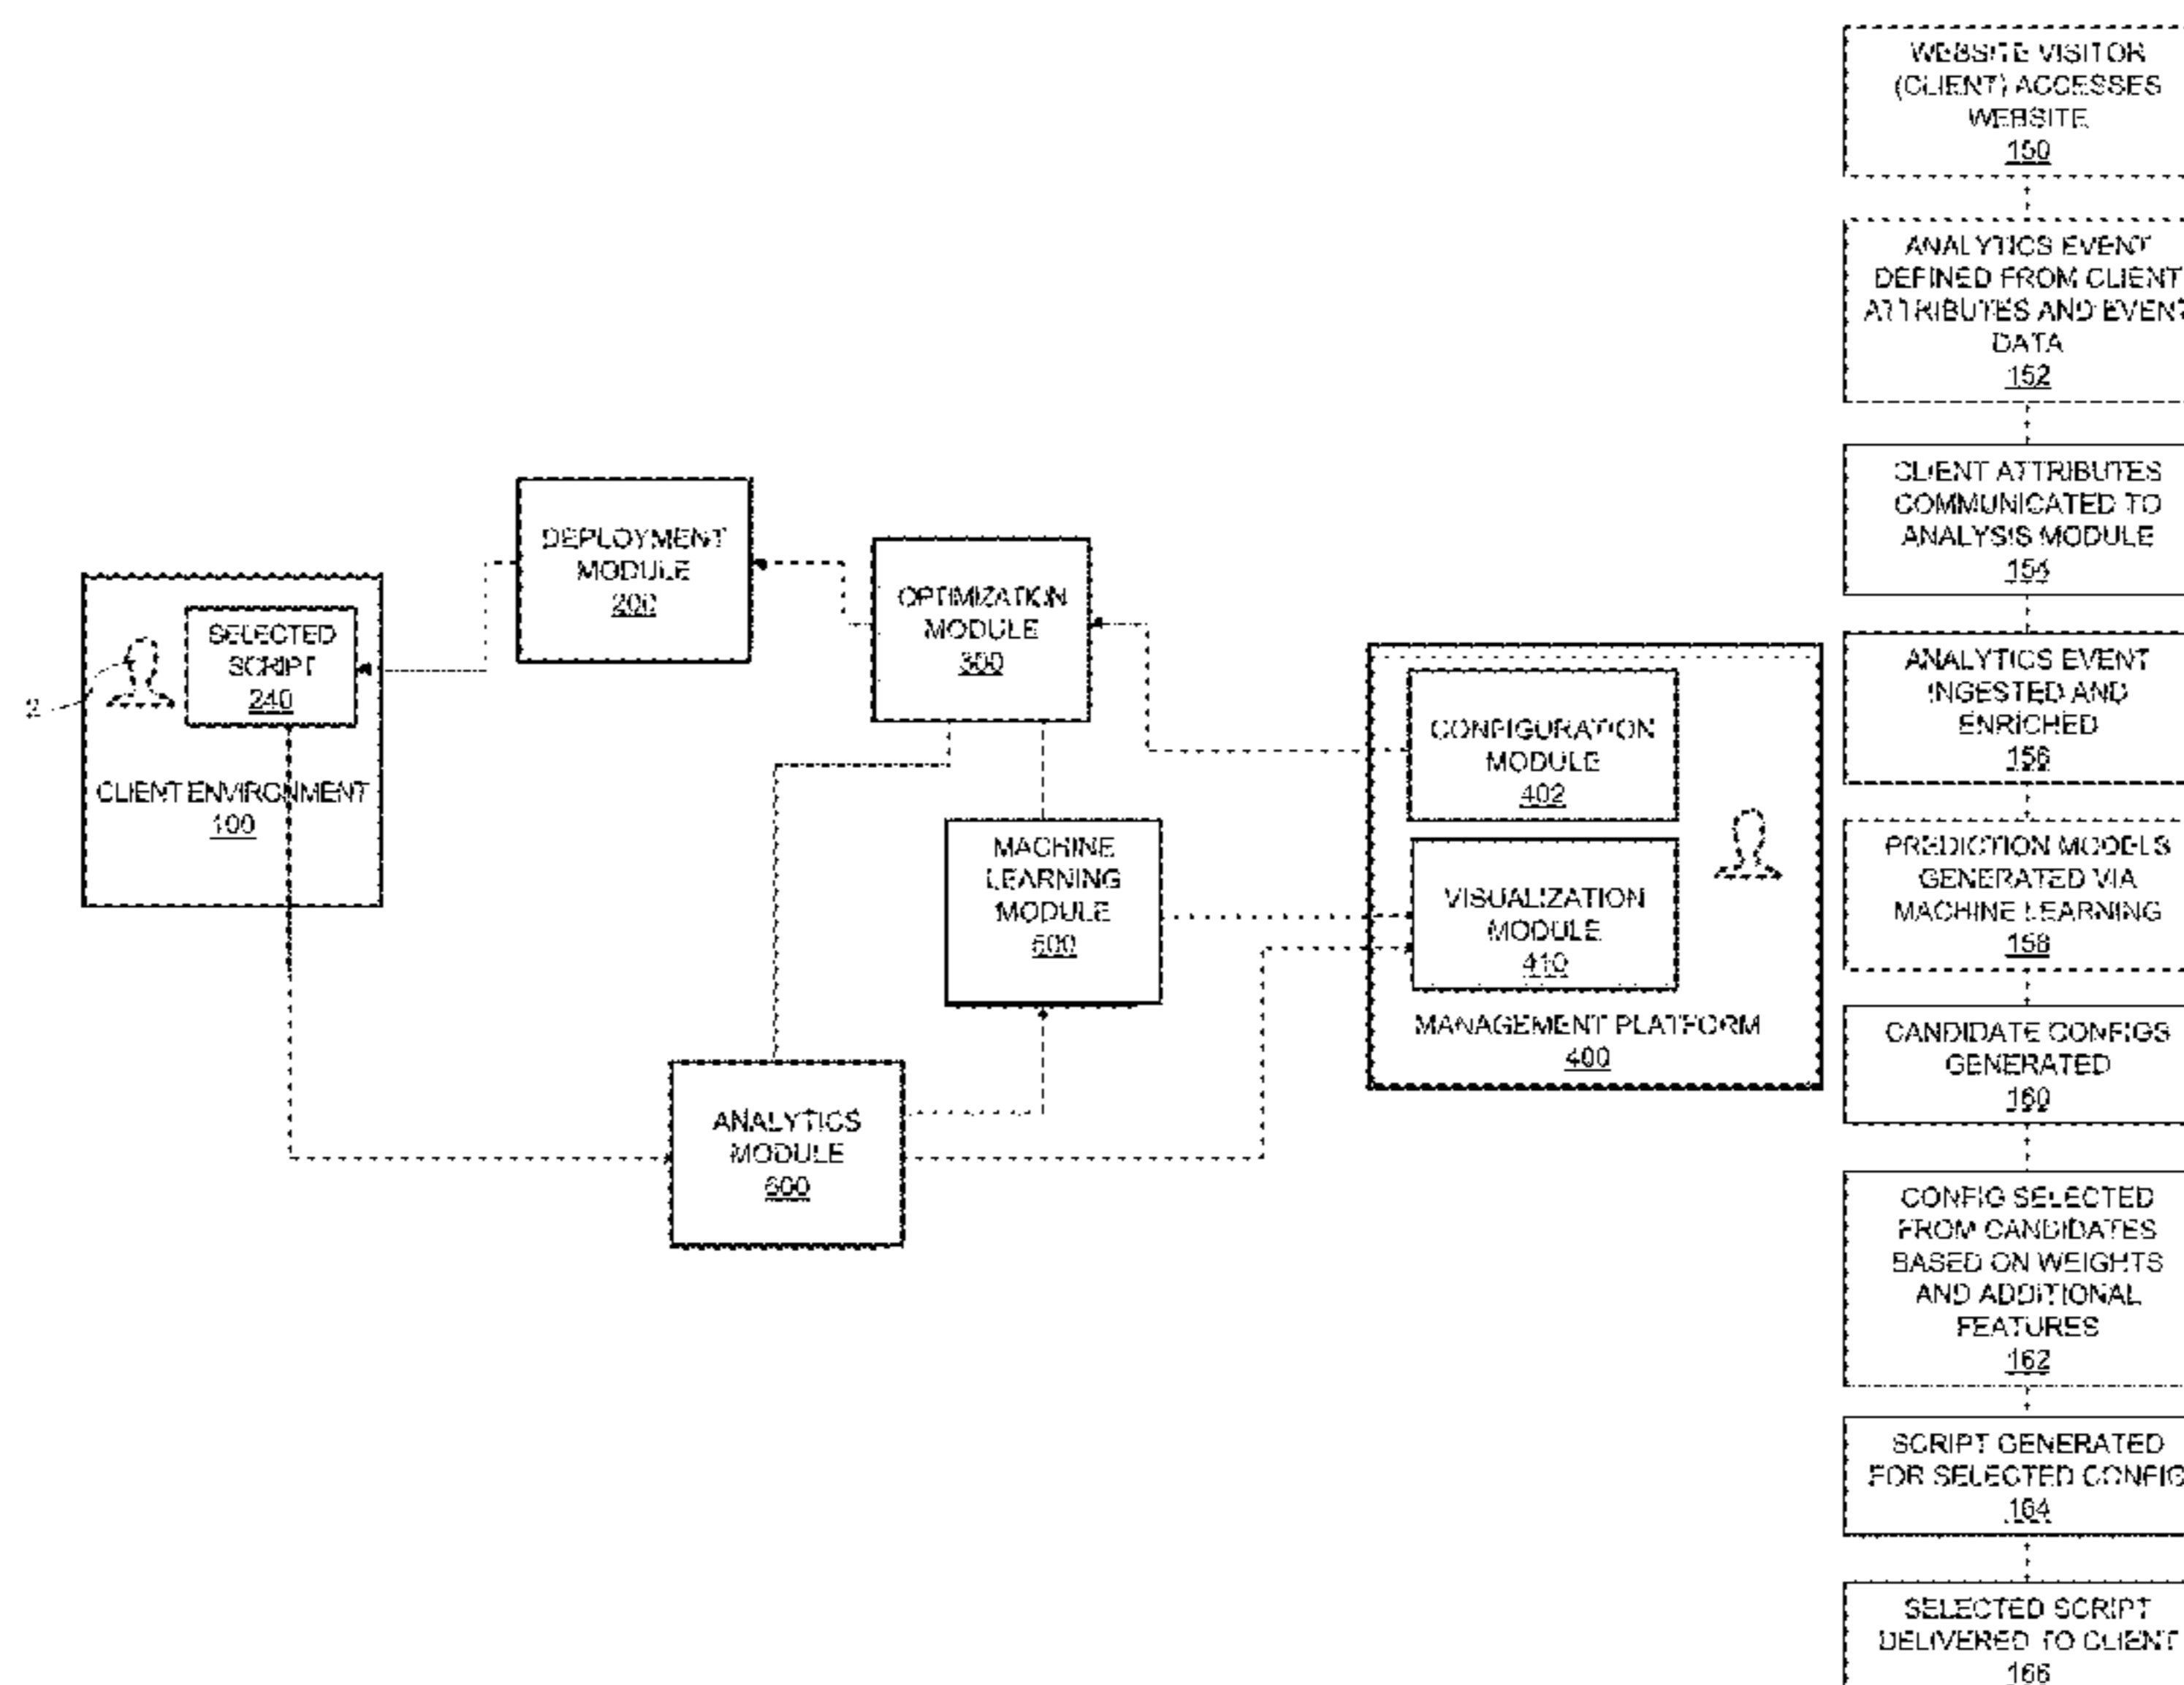 2
SELECTED
SCRIPT
240
CLIENT ENVIRONMENT
100
DEPLOYMENT
MODULE
200
OPTIMIZATION
MODULE
300
MACHINE
LEARNING
MODULE
ANALYTICS
MODULE
600
CONFIGURATION
MODULE
402
VISUALIZATION
MODULE
410
MANAGEMENT PLATFORM
400
WEBSITE VISITOR
(CLIENT) ACCESSES
WEBSITE
150
ANALYTICS EVENT
DEFINED FROM CLIENT
ATTRIBUTES AND EVENT
DATA
152
CLIENT ATTRIBUTES
COMMUNICATED TO
ANALYSIS MODULE
154
ANALYTICS EVENT
INGESTED AND
ENRICHED
156
PREDICTION MODELS
GENERATED VIA
MACHINE LEARNING
158
CANDIDATE CONFIGS
GENERATED
160
CONFIG SELECTED
FROM CANDIDATES
BASED ON WEIGHTS
AND ADDITIONAL
FEATURES
162
SCRIPT GENERATED
FOR SELECTED CONFIG
164
SELECTED SCRIPT
DELIVERED TO CLIENT
166